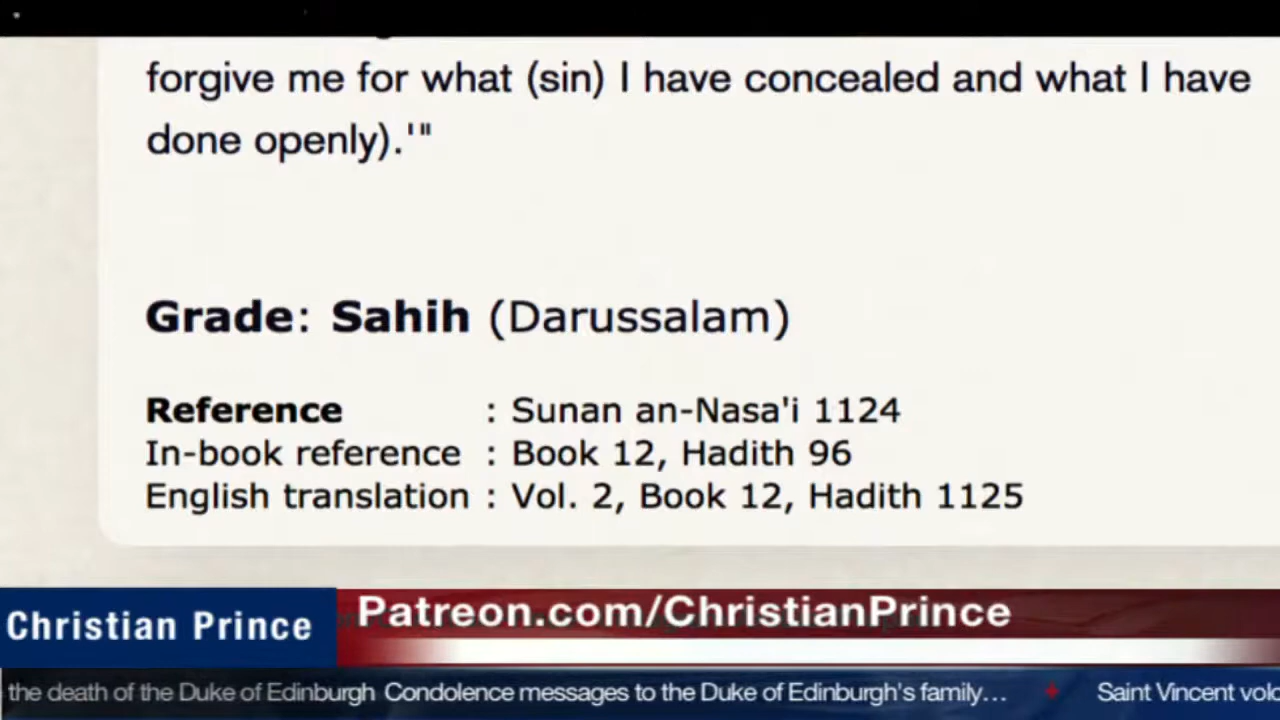 forgive me for what (sin) I have concealed and what I have
done openly).'"
Grade: Sahih (Darussalam)
Reference : Sunan an-Nasa'i 1124
In-book reference : Book 12, Hadith 96
English translation : Vol. 2, Book 12, Hadith 1125
Christian Prince
Patreon.com/ChristianPrince
the death of the Duke of Edinburgh Condolence messages to the Duke of Edinburgh's family... Saint Vincent volc